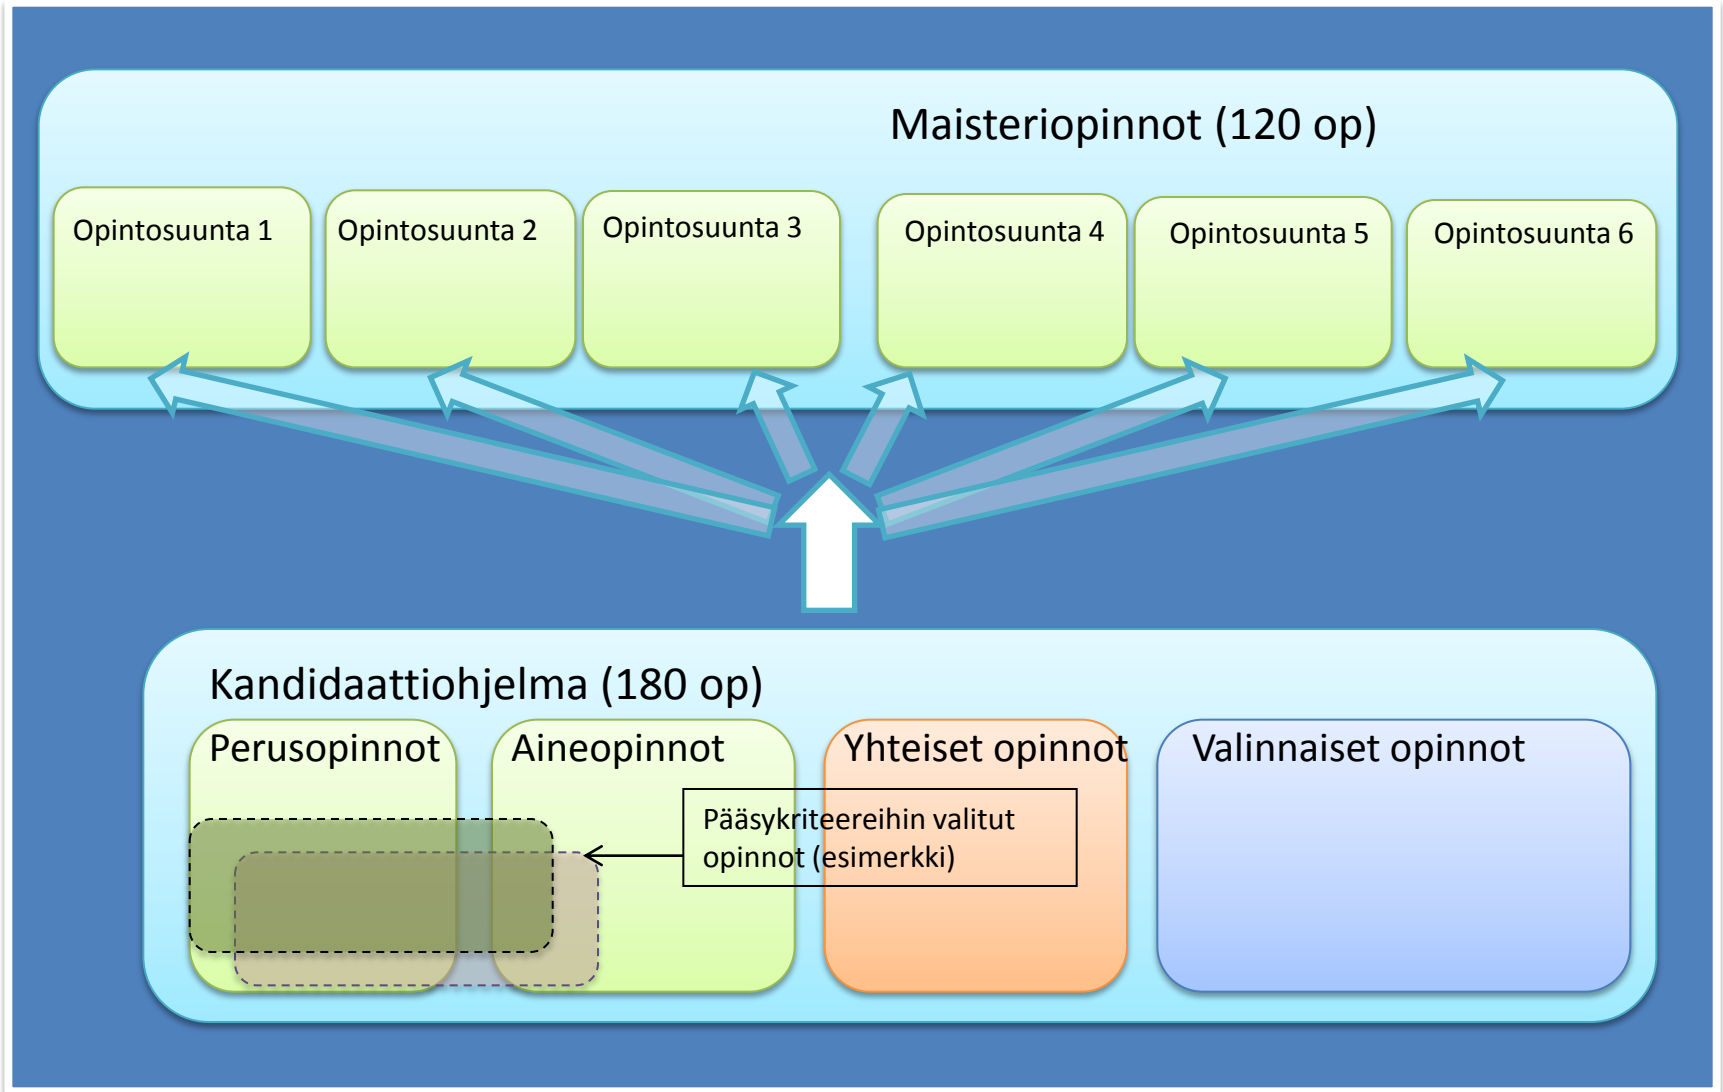 Maisteriopinnot (120 op)
Opintosuunta 1
Opintosuunta 2
Opintosuunta 3
Opintosuunta 4
Opintosuunta 5
Opintosuunta 6
Kandidaattiohjelma (180 op)
Perusopinnot
Aineopinnot
Yhteiset opinnot
Valinnaiset opinnot
Pääsykriteereihin valitut
opinnot (esimerkki)